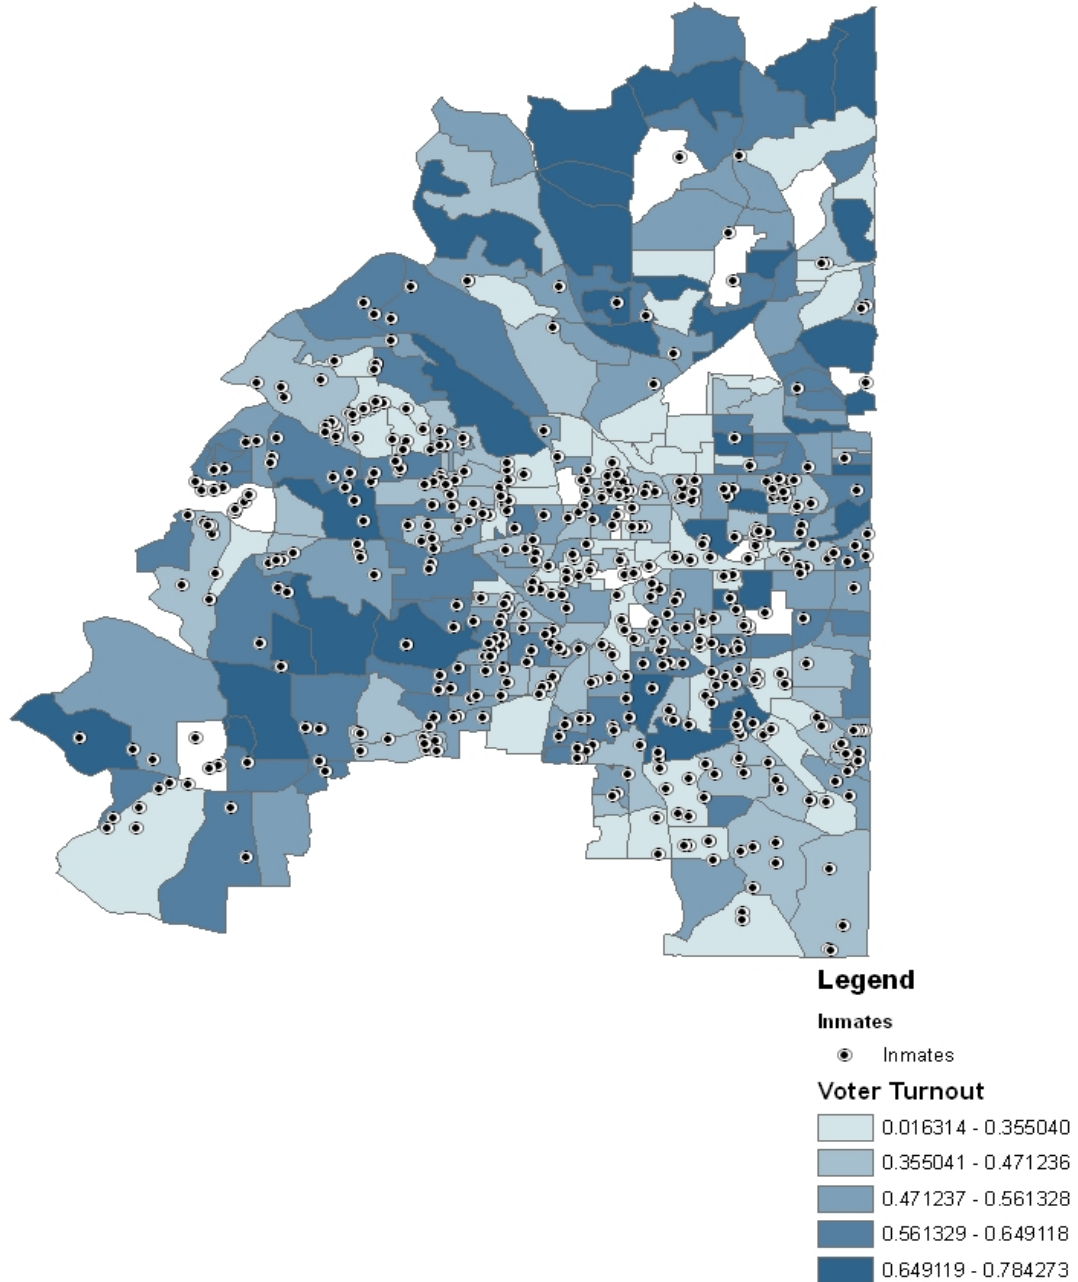 Legend
Inmates
Inmates
Voter Turnout
0.016314 - 0.355040
0.355041 - 0.471236
0.471237 - 0.561328
0.561329 - 0.649118
0.649119 - 0.784273